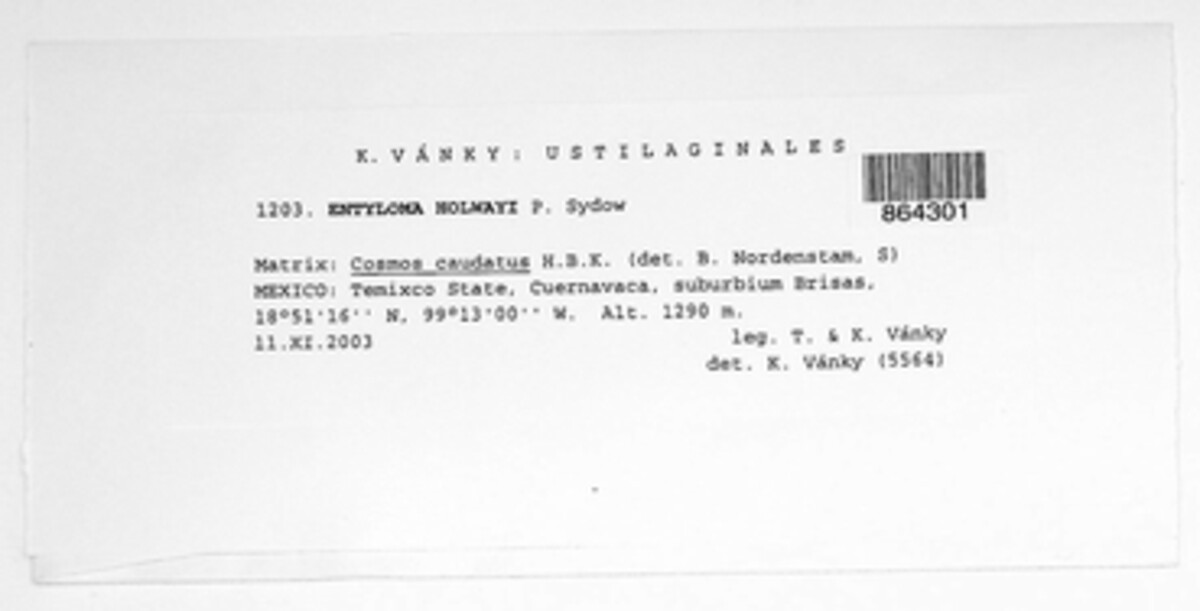 K. VÁNKY: USTILAGINALES
864301
1203. ENTYLOMA HOLWAYI P. Sydow
Matrix: Cosmos caudatus H.B.K. (det. B. Nordenstam, S)
MEXICO: Temixco State, Cuernavaca, suburbium Brisas,
18°51'16'' N, 99°13'00'' W. Alt. 1290 m.
11.XI.2003 leg. T. & K. Vánky
det. K. Vánky (5564)